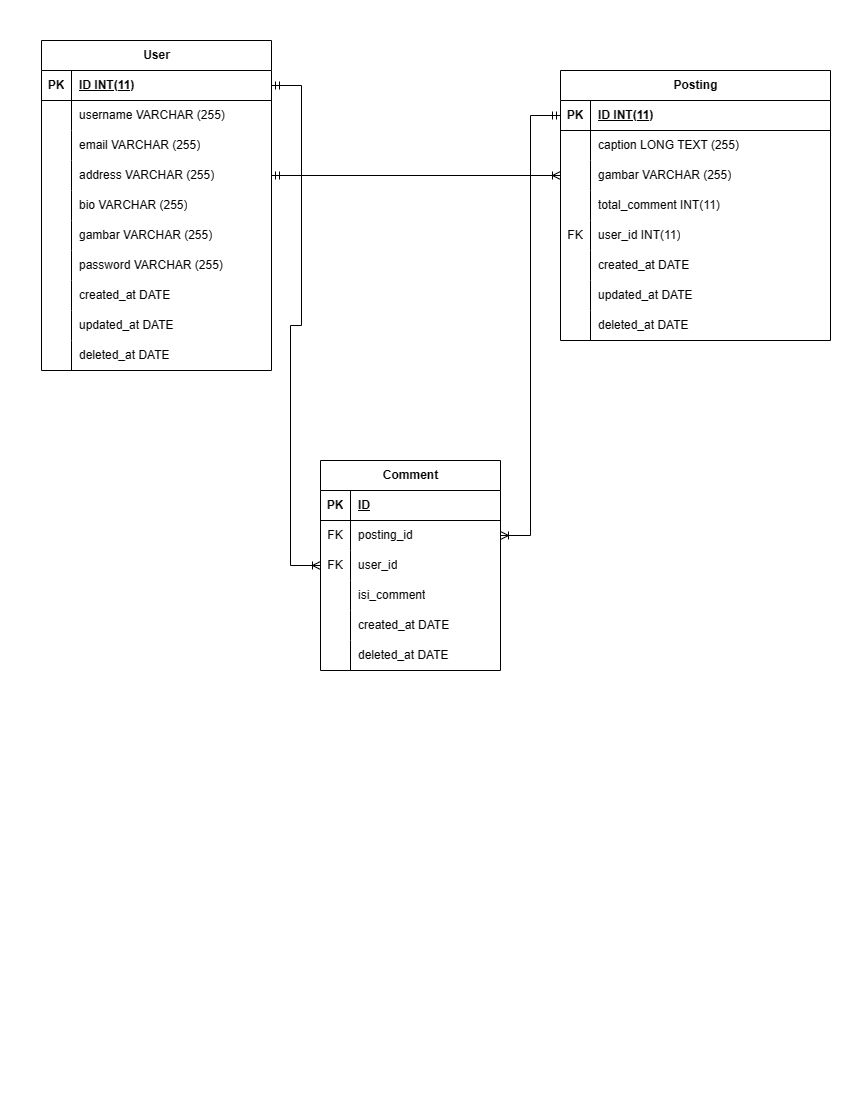 User
PK ID INT(11)
username VARCHAR (255)
email VARCHAR (255)
address VARCHAR (255)
bio VARCHAR (255)
gambar VARCHAR (255)
password VARCHAR (255)
created_at DATE
updated_at DATE
deleted_at DATE
Posting
PK ID INT(11)
caption LONG TEXT (255)
gambar VARCHAR (255)
total_comment INT(11)
FK user_id INT(11)
created_at DATE
updated_at DATE
deleted_at DATE
Comment
PK ID
FK posting_id
FK user_id
isi_comment
created_at DATE
deleted_at DATE